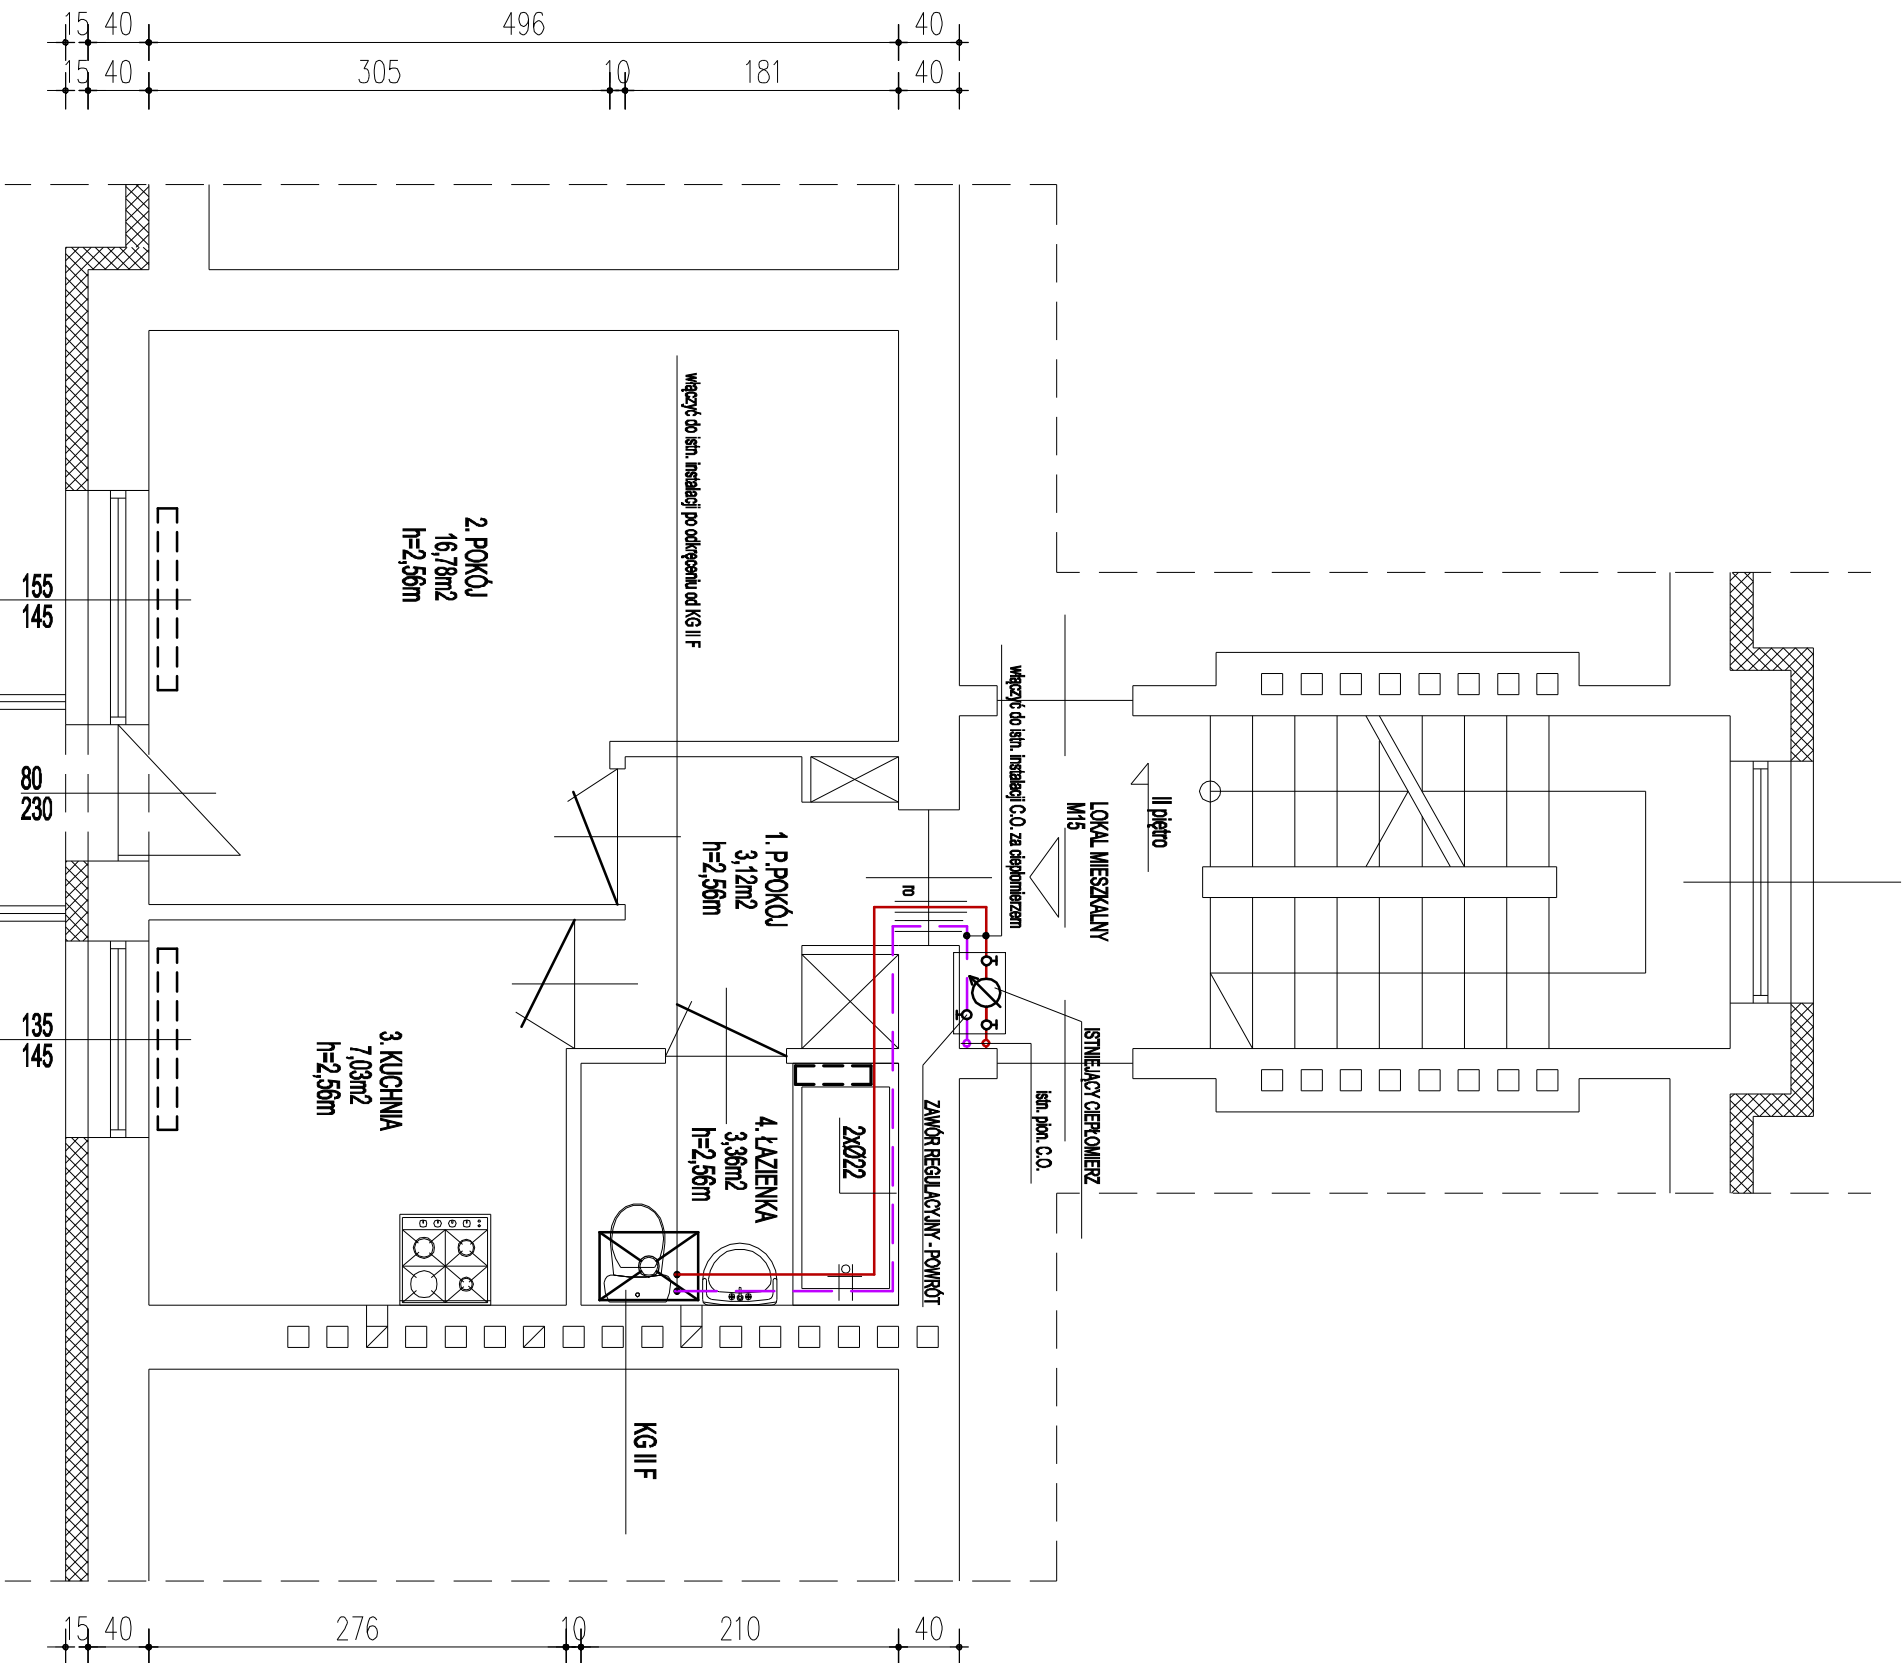 15 40 496 40
15 40 305 10 181 40
włączyć do istn. instalacji po odkręceniu od KG II F
2. POKÓJ
16,78m2
h=2,56m
155
145
80
230
135
145
włączyć do istn. instalacji C.O. za ciepłomierzem
II piętro
LOKAL MIESZKALNY
M15
1. P.POKÓJ
3,12m2
h=2,56m
ro
3. KUCHNIA
7,03m2
h=2,56m
4. ŁAZIENKA
3,36m2
h=2,56m
2xØ22
ZAWÓR REGULACYJNY - POWRÓT
istn. pion. C.O.
ISTNIEJĄCY CIEPŁOMIERZ
KG II F
15 40 276 10 210 40